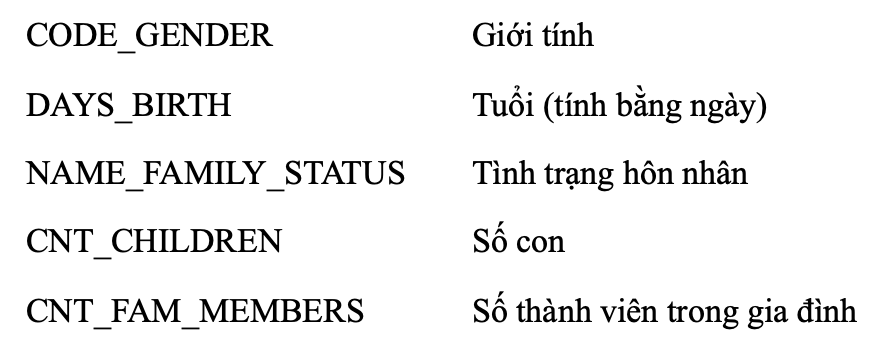 CODE_GENDER Giới tính
DAYS_BIRTH Tuổi (tính bằng ngày)
NAME_FAMILY_STATUS Tình trạng hôn nhân
CNT_CHILDREN Số con
CNT_FAM_MEMBERS Số thành viên trong gia đình